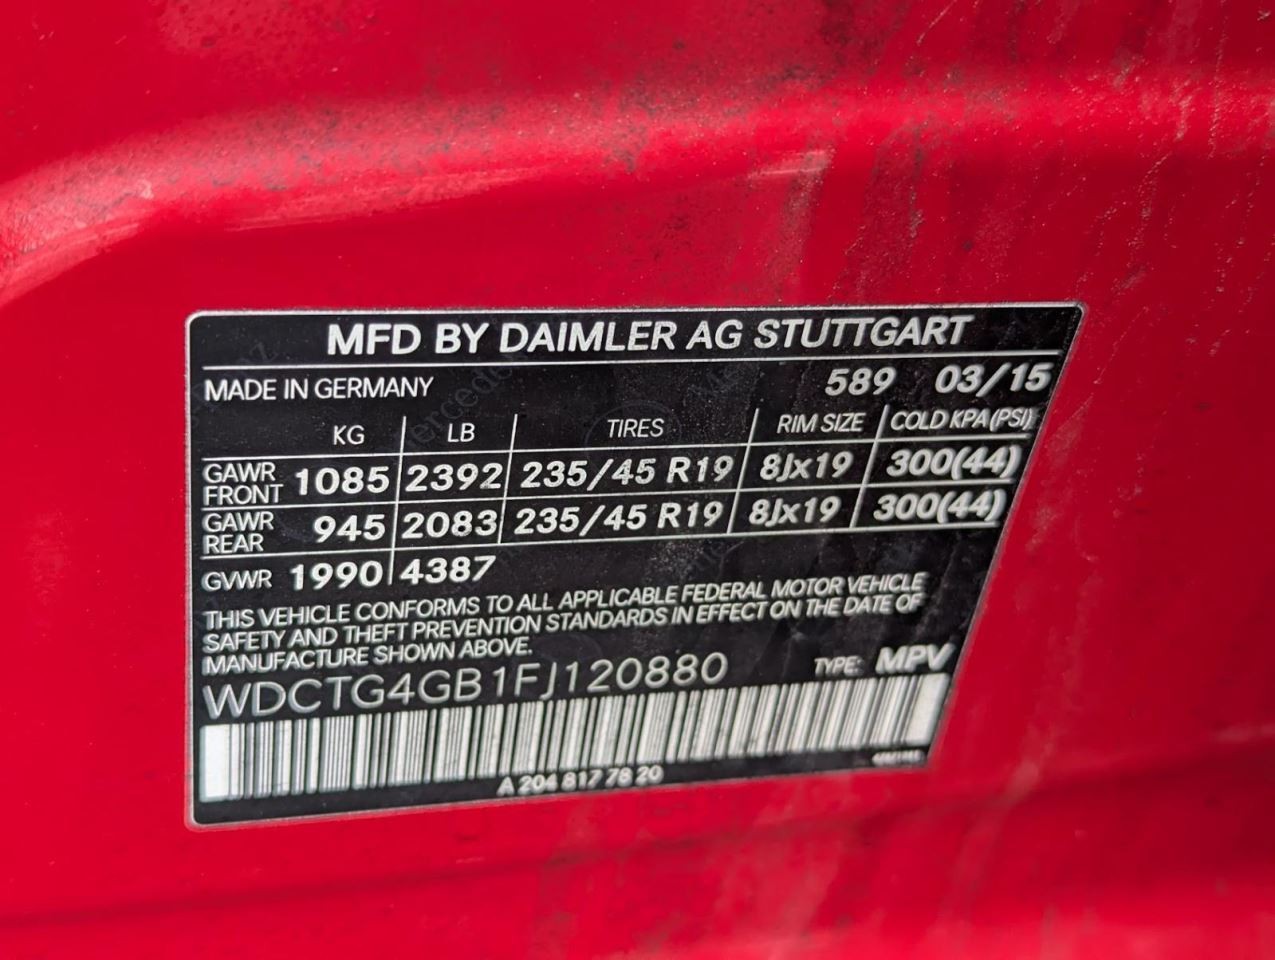 MFD BY DAIMLER AG STUTTGART
MADE IN GERMANY 589 03/15
KG LB TIRES RIM SIZE COLD KPA(PSI)
GAWR FRONT 1085 2392 235/45 R19 8Jx19 300(44)
GAWR REAR 945 2083 235/45 R19 8Jx19 300(44)
GVWR 1990 4387
THIS VEHICLE CONFORMS TO ALL APPLICABLE FEDERAL MOTOR VEHICLE
SAFETY AND THEFT PREVENTION STANDARDS IN EFFECT ON THE DATE OF
MANUFACTURE SHOWN ABOVE.
WDCTG4GB1FJ120880 TYPE: MPV
A 204 817 78 20